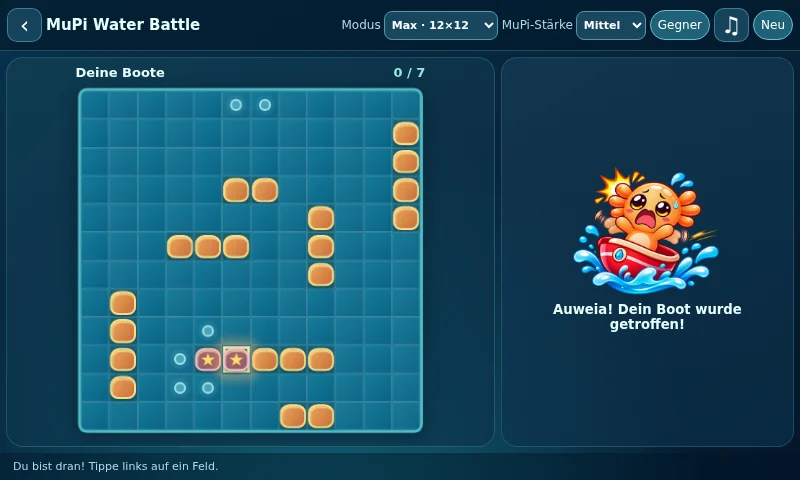 MuPi Water Battle
Modus Max · 12×12 MuPi-Stärke Mittel Gegner Neu
Deine Boote 0 / 7
Auweia! Dein Boot wurde
getroffen!
Du bist dran! Tippe links auf ein Feld.